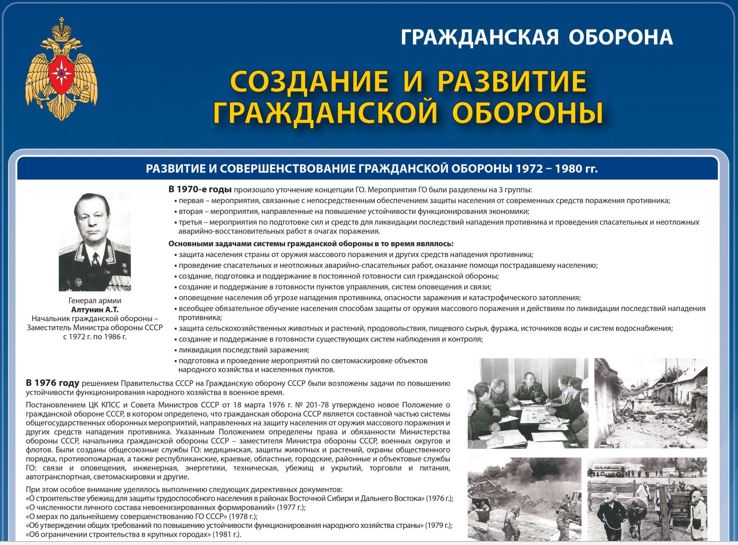 ГРАЖДАНСКАЯ ОБОРОНА
СОЗДАНИЕ И РАЗВИТИЕ
ГРАЖДАНСКОЙ ОБОРОНЫ
РАЗВИТИЕ И СОВЕРШЕНСТВОВАНИЕ ГРАЖДАНСКОЙ ОБОРОНЫ 1972 – 1980 гг.
Генерал армии
Алтунин А.Т.
Начальник гражданской обороны –
Заместитель Министра обороны СССР
с 1972 г. по 1986 г.
В 1970-е годы произошло уточнение концепции ГО. Мероприятия ГО были разделены на 3 группы:
• первая – мероприятия, связанные с непосредственным обеспечением защиты населения от современных средств поражения противника;
• вторая – мероприятия, направленные на повышение устойчивости функционирования экономики;
• третья – мероприятия по подготовке сил и средств для ликвидации последствий нападения противника и проведения спасательных и неотложных
аварийно-восстановительных работ в очагах поражения.
Основными задачами системы гражданской обороны в то время являлось:
• защита населения страны от оружия массового поражения и других средств нападения противника;
• проведение спасательных и неотложных аварийно-спасательных работ, оказание помощи пострадавшему населению;
• создание, подготовка и поддержание в постоянной готовности сил гражданской обороны;
• создание и поддержание в готовности пунктов управления, систем оповещения и связи;
• оповещение населения об угрозе нападения противника, опасности заражения и катастрофического затопления;
• всеобщее обязательное обучение населения способам защиты от оружия массового поражения и действиям по ликвидации последствий нападения
противника;
• защита сельскохозяйственных животных и растений, продовольствия, пищевого сырья, фуража, источников воды и систем водоснабжения;
• создание и поддержание в готовности существующих систем наблюдения и контроля;
• ликвидация последствий заражения;
• подготовка и проведение мероприятий по светомаскировке объектов
народного хозяйства и населенных пунктов.
В 1976 году решением Правительства СССР на Гражданскую оборону СССР были возложены задачи по повышению
устойчивости функционирования народного хозяйства в военное время.
Постановлением ЦК КПСС и Совета Министров СССР от 18 марта 1976 г. № 201-78 утверждено новое Положение о
гражданской обороне СССР, в котором определено, что гражданская оборона СССР является составной частью системы
общегосударственных оборонных мероприятий, направленных на защиту населения от оружия массового поражения и
других средств нападения противника. Указанным Положением определены права и обязанности Министерства
обороны СССР, начальника гражданской обороны СССР – заместителя Министра обороны СССР, военных округов и
флотов. Были созданы общесоюзные службы ГО: медицинская, защиты животных и растений, охраны общественного
порядка, противопожарная, а также республиканские, краевые, областные, городские, районные и объектовые службы
ГО: связи и оповещения, инженерная, энергетики, техническая, убежищ и укрытий, торговли и питания,
автотранспортная, светомаскировки и другие.
При этом особое внимание уделялось выполнению следующих директивных документов:
«О строительстве убежищ для защиты трудоспособного населения в районах Восточной Сибири и Дальнего Востока» (1976 г.);
«О численности личного состава невоенизированных формирований» (1977 г.);
«О мерах по дальнейшему совершенствованию ГО СССР» (1978 г.);
«Об утверждении общих требований по повышению устойчивости функционирования народного хозяйства страны» (1979 г.);
«Об ограничении строительства в крупных городах» (1981 г.).